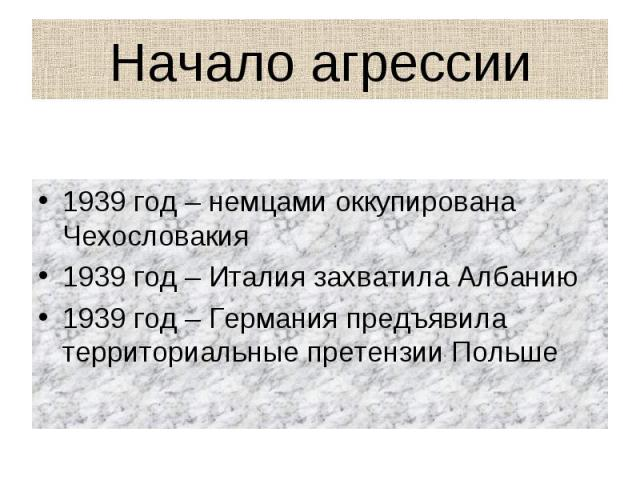 Начало агрессии
• 1939 год – немцами оккупирована
Чехословакия
• 1939 год – Италия захватила Албанию
• 1939 год – Германия предъявила
территориальные претензии Польше